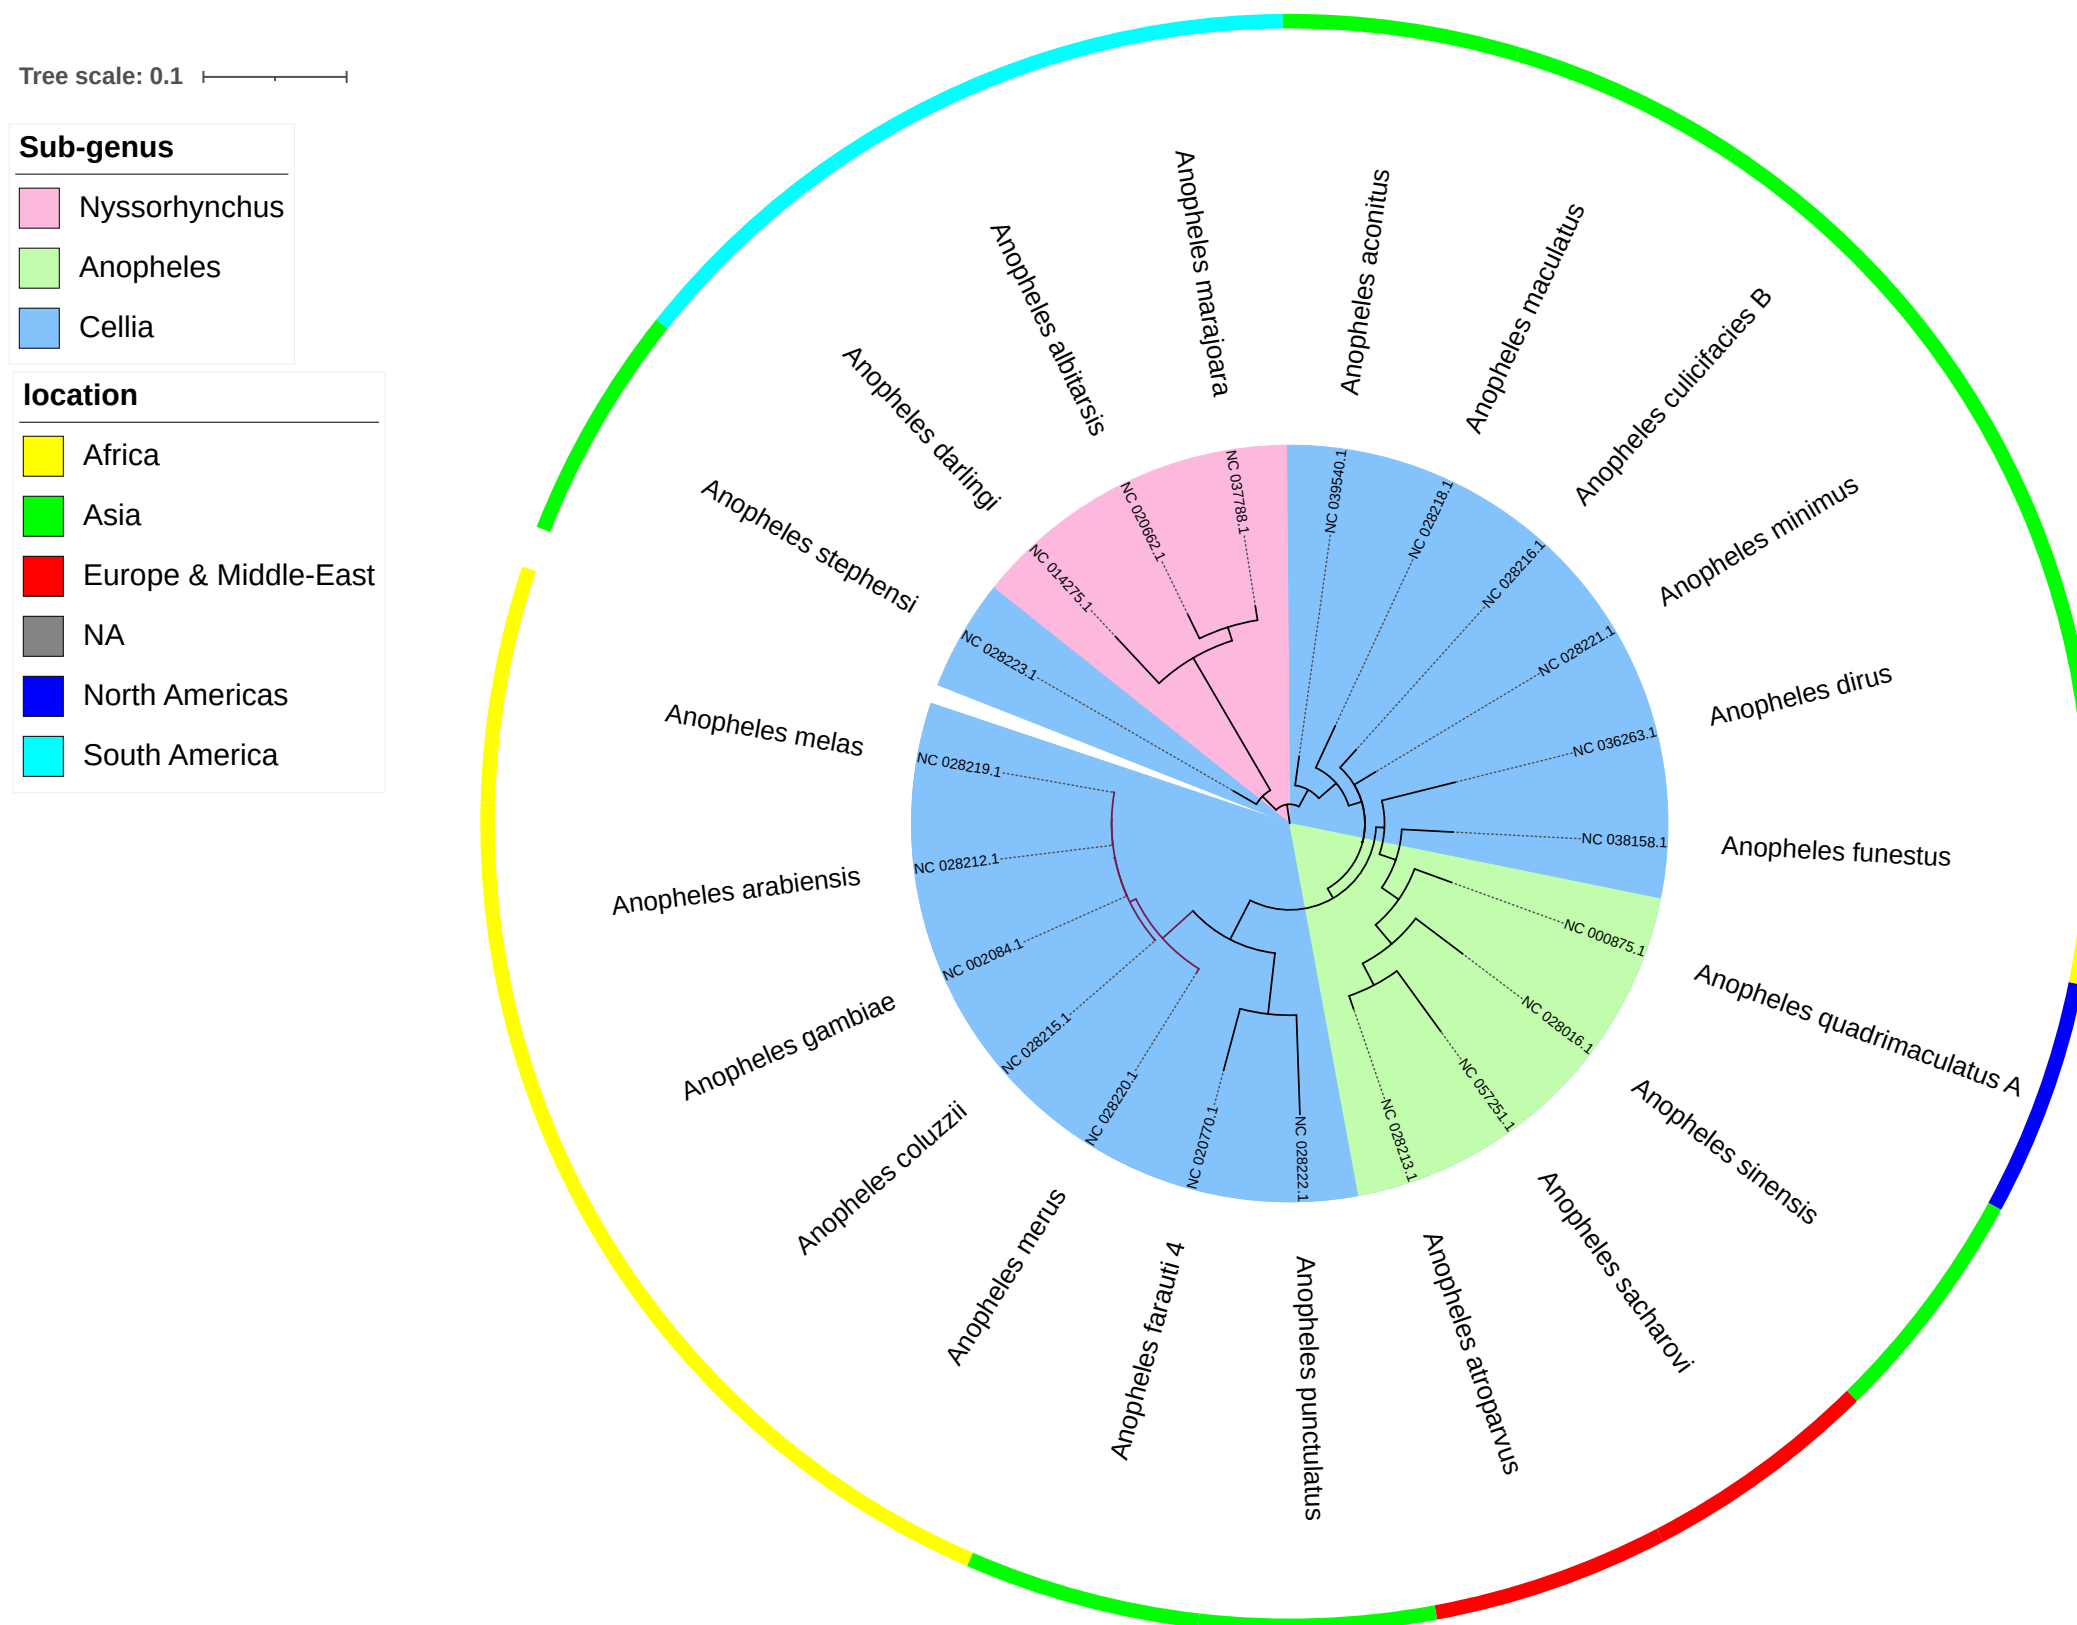 Tree scale: 0.1
Sub-genus
Nyssorhynchus
Anopheles
Cellia
location
Africa
Asia
Europe & Middle-East
NA
North Americas
South America
Anopheles marajoara
Anopheles aconitus
Anopheles maculatus
Anopheles culicifacies B
Anopheles minimus
Anopheles dirus
Anopheles funestus
Anopheles quadrimaculatus A
Anopheles sinensis
Anopheles sacharovi
Anopheles atroparvus
Anopheles punctulatus
Anopheles farauti 4
Anopheles merus
Anopheles coluzzii
Anopheles gambiae
Anopheles arabiensis
Anopheles melas
Anopheles stephensi
Anopheles darlingi
Anopheles albitarsis
NC 037788.1
NC 039540.1
NC 028218.1
NC 028216.1
NC 028221.1
NC 036263.1
NC 038158.1
NC 000875.1
NC 028016.1
NC 057251.1
NC 028213.1
NC 028222.1
NC 020770.1
NC 028220.1
NC 028215.1
NC 002084.1
NC 028212.1
NC 028219.1
NC 028223.1
NC 014275.1
NC 020662.1